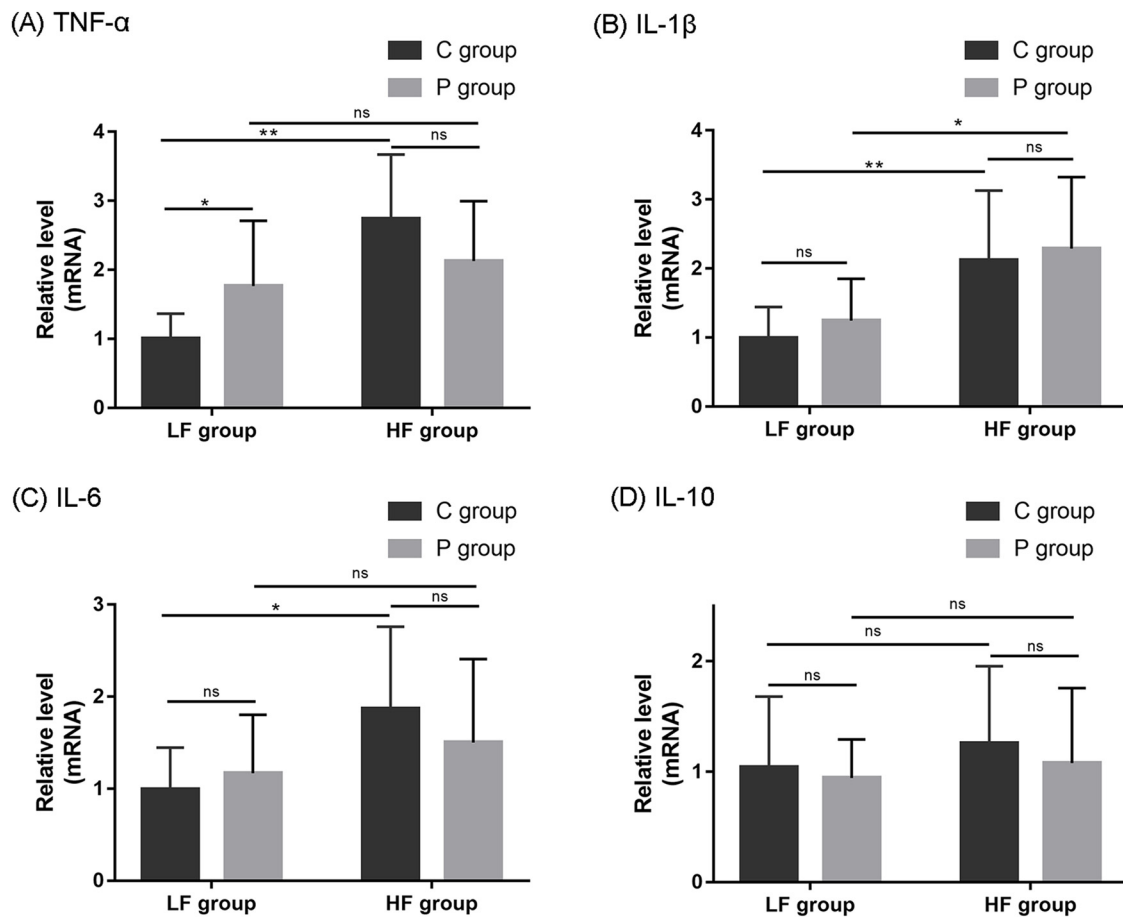 (A) TNF-α
C group
P group
ns
**
ns
*
Relative level
(mRNA)
4
3
2
1
0
LF group
HF group
(B) IL-1β
C group
P group
*
ns
**
ns
Relative level
(mRNA)
4
3
2
1
0
LF group
HF group
(C) IL-6
C group
P group
ns
*
ns
ns
Relative level
(mRNA)
3
2
1
0
LF group
HF group
(D) IL-10
C group
P group
ns
ns
ns
ns
Relative level
(mRNA)
2
1
0
LF group
HF group